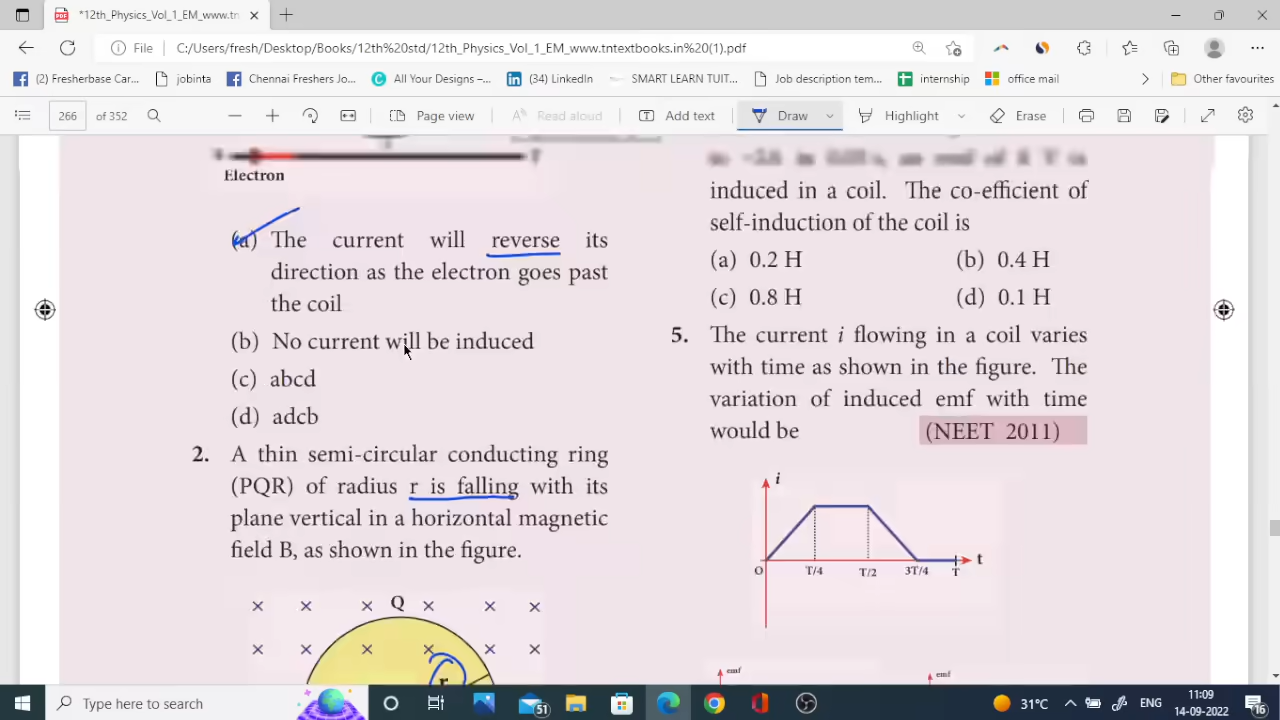 *12th_Physics_Vol_1_EM_www.tn
File C:/Users/fresh/Desktop/Books/12th%20std/12th_Physics_Vol_1_EM_www.tntextbooks.in%20(1).pdf
(2) Fresherbase Car... jobinta Chennai Freshers Jo... All Your Designs –... (34) LinkedIn SMART LEARN TUIT... Job description tem... internship office mail Other favourites
266 of 352 Page view Read aloud Add text Draw Highlight Erase
Electron
(a) The current will reverse its
direction as the electron goes past
the coil
(b) No current will be induced
(c) abcd
(d) adcb
2. A thin semi-circular conducting ring
(PQR) of radius r is falling with its
plane vertical in a horizontal magnetic
field B, as shown in the figure.
Q
r
induced in a coil. The co-efficient of
self-induction of the coil is
(a) 0.2 H (b) 0.4 H
(c) 0.8 H (d) 0.1 H
5. The current i flowing in a coil varies
with time as shown in the figure. The
variation of induced emf with time
would be (NEET 2011)
i
O T/4 T/2 3T/4 T t
emf emf
Type here to search 51 31°C ENG 11:09
14-09-2022 16